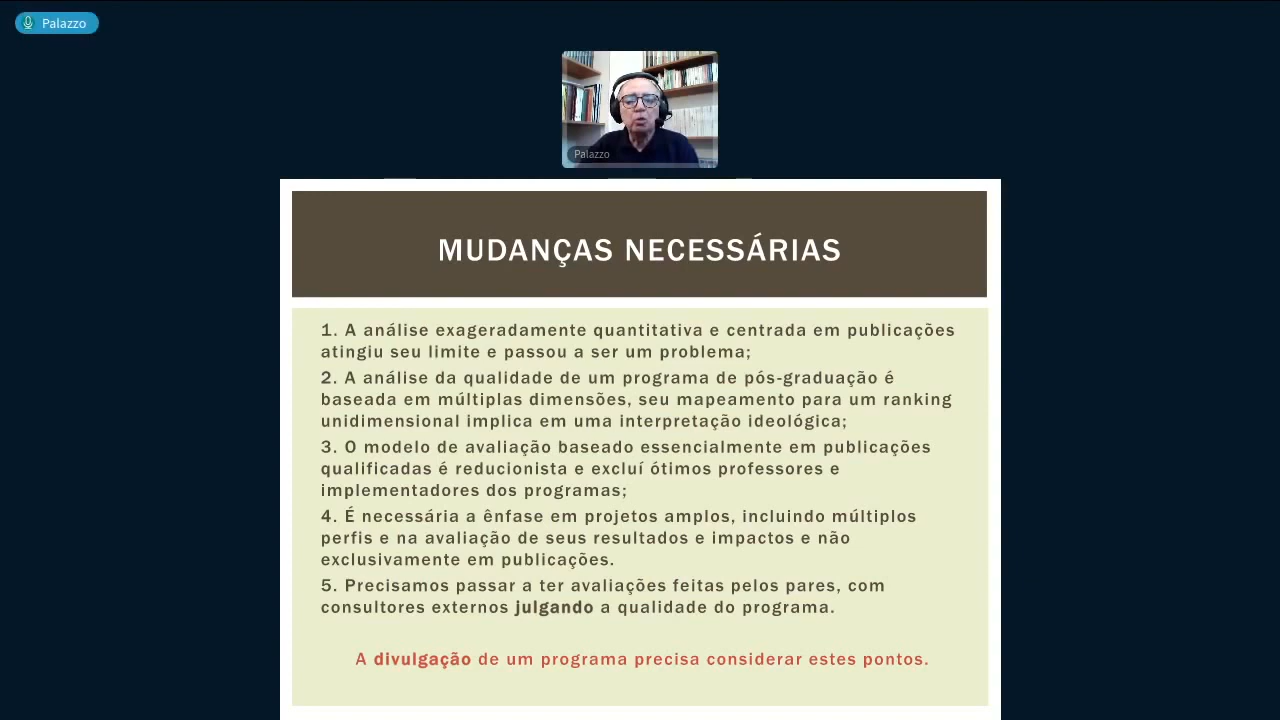 Palazzo
Palazzo
MUDANÇAS NECESSÁRIAS
1. A análise exageradamente quantitativa e centrada em publicações
atingiu seu limite e passou a ser um problema;
2. A análise da qualidade de um programa de pós-graduação é
baseada em múltiplas dimensões, seu mapeamento para um ranking
unidimensional implica em uma interpretação ideológica;
3. O modelo de avaliação baseado essencialmente em publicações
qualificadas é reducionista e excluí ótimos professores e
implementadores dos programas;
4. É necessária a ênfase em projetos amplos, incluindo múltiplos
perfis e na avaliação de seus resultados e impactos e não
exclusivamente em publicações.
5. Precisamos passar a ter avaliações feitas pelos pares, com
consultores externos julgando a qualidade do programa.
A divulgação de um programa precisa considerar estes pontos.